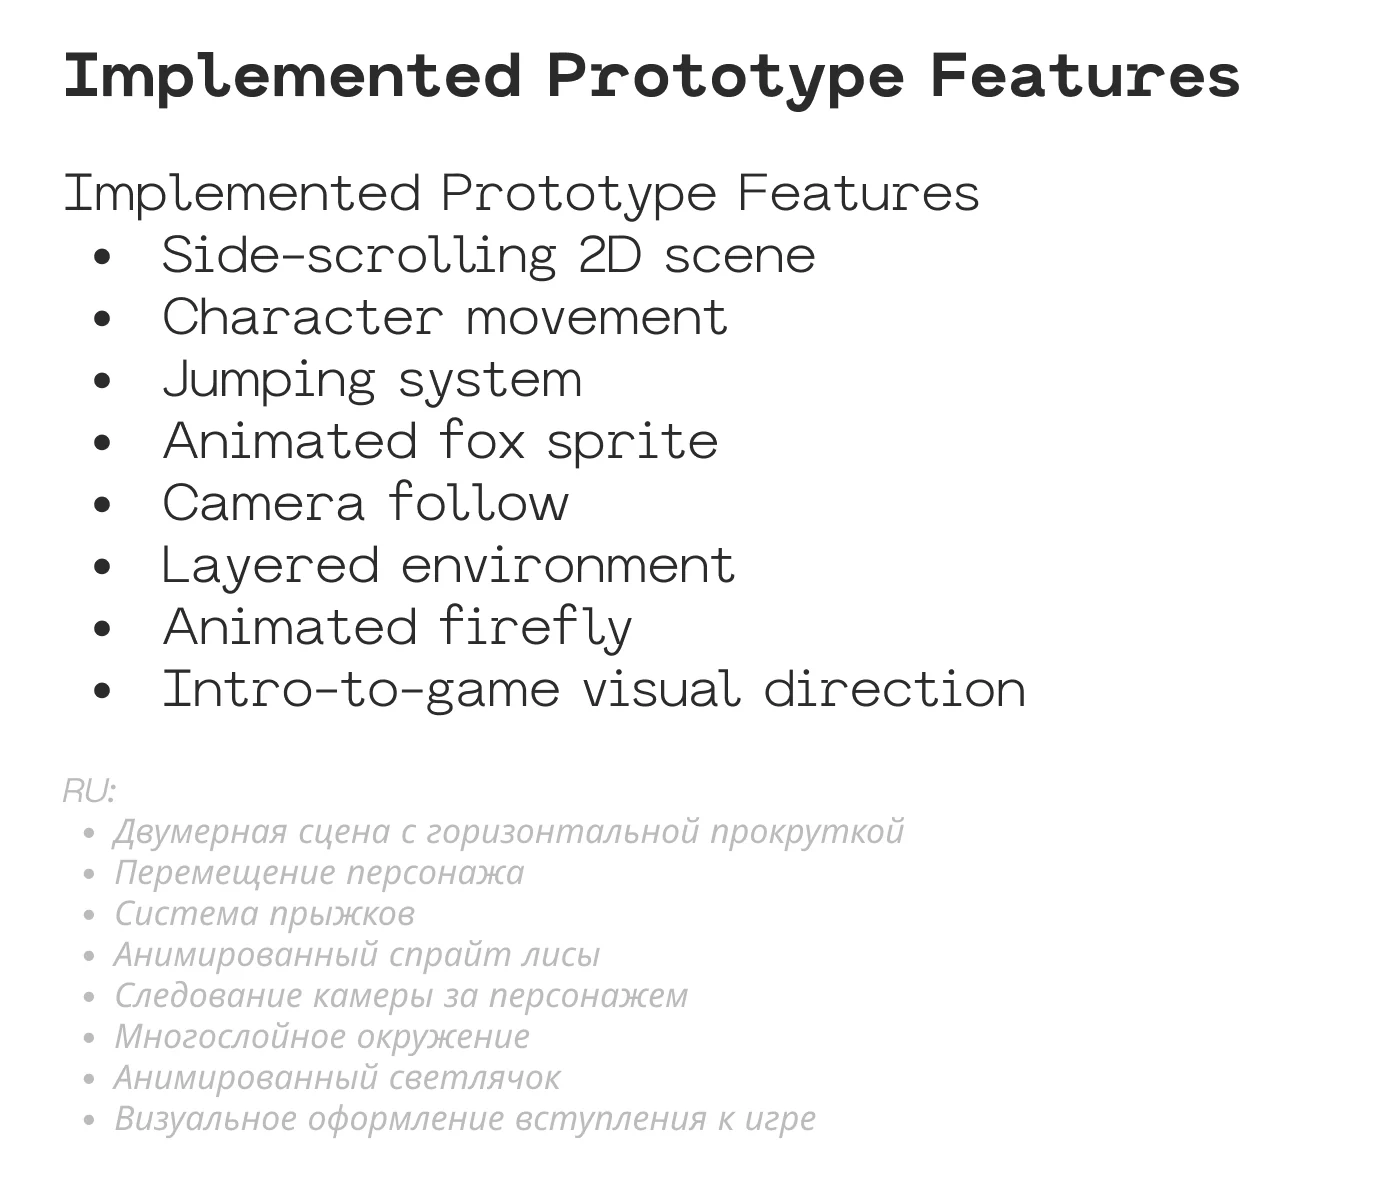 Implemented Prototype Features
Implemented Prototype Features
• Side-scrolling 2D scene
• Character movement
• Jumping system
• Animated fox sprite
• Camera follow
• Layered environment
• Animated firefly
• Intro-to-game visual direction
RU:
• Двумерная сцена с горизонтальной прокруткой
• Перемещение персонажа
• Система прыжков
• Анимированный спрайт лисы
• Следование камеры за персонажем
• Многослойное окружение
• Анимированный светлячок
• Визуальное оформление вступления к игре